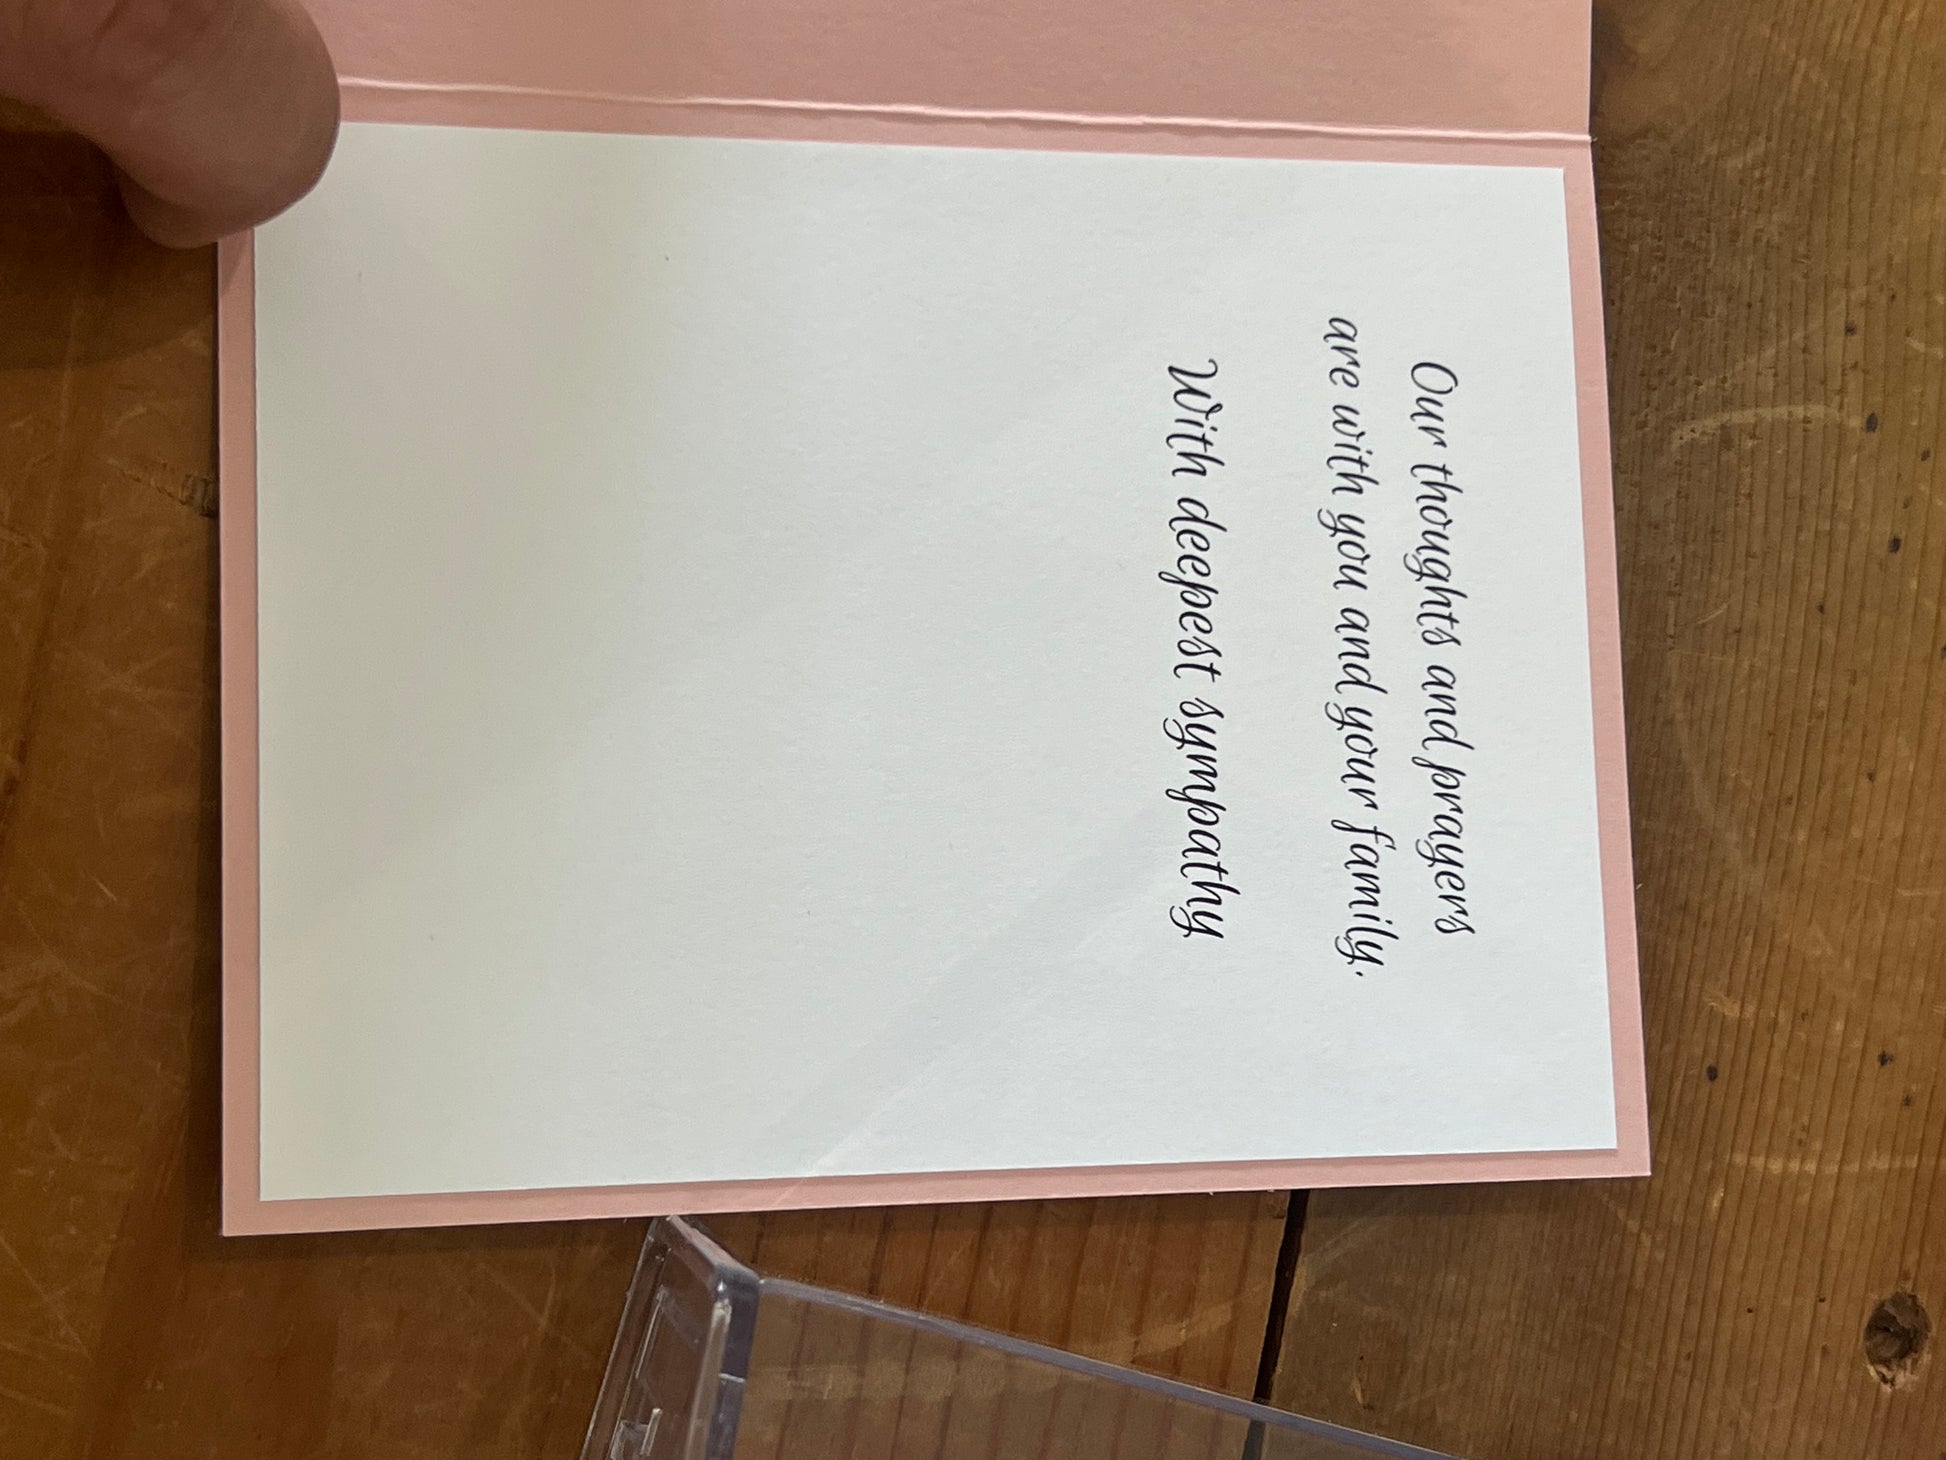 Our thoughts and prayers
are with you and your family.
With deepest sympathy